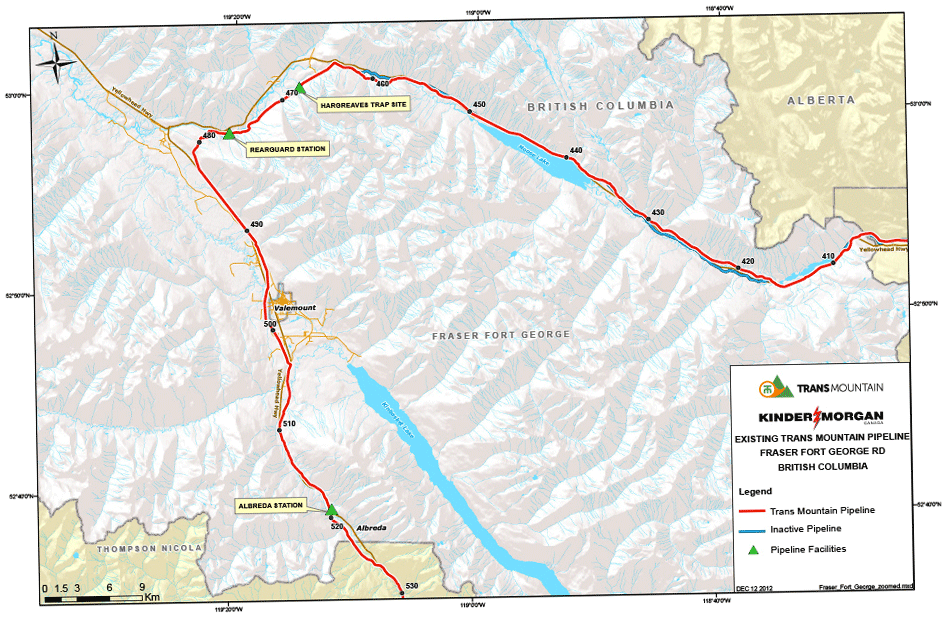 119°20'0"W
119°0'0"W
118°40'0"W
N
Yellowhead Hwy
53°0'0"N
53°0'0"N
470
460
HARGREAVES TRAP SITE
450
BRITISH COLUMBIA
ALBERTA
480
REARGUARD STATION
440
Moose Lake
430
490
420
410
Yellowhead Hwy
52°50'0"N
52°50'0"N
Valemount
500
FRASER FORT GEORGE
Yellowhead Hwy
Kinbasket Lake
510
TRANSMOUNTAIN
KINDER MORGAN
CANADA
EXISTING TRANS MOUNTAIN PIPELINE
FRASER FORT GEORGE RD
BRITISH COLUMBIA
Legend
Trans Mountain Pipeline
Inactive Pipeline
Pipeline Facilities
52°40'0"N
52°40'0"N
ALBREDA STATION
520
Albreda
THOMPSON NICOLA
530
0 1.5 3 6 9
Km
DEC 12 2012
Fraser_Fort_George_zoomed.mxd
119°20'0"W
119°0'0"W
118°40'0"W